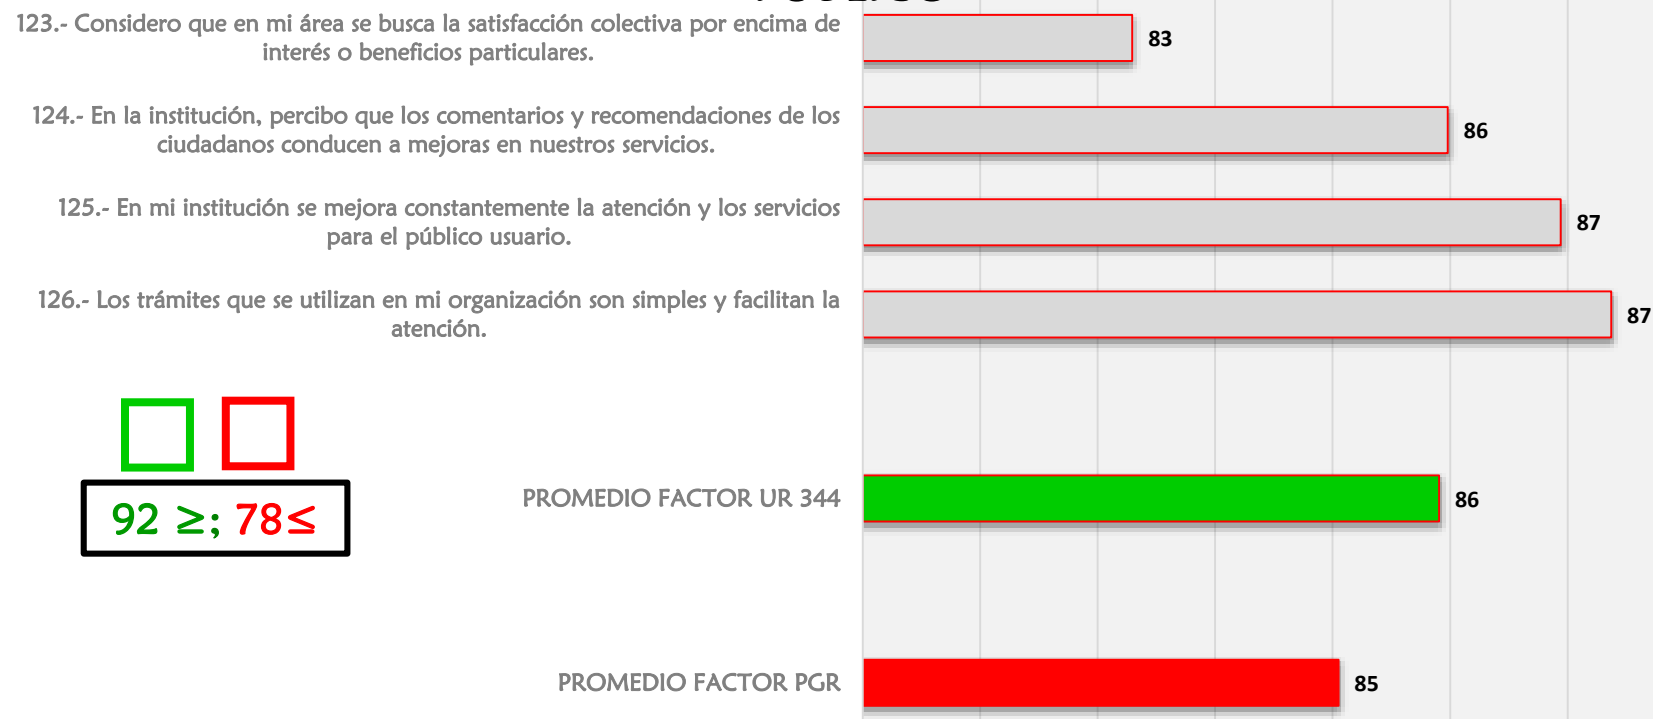 123.- Considero que en mi área se busca la satisfacción colectiva por encima de
interés o beneficios particulares.
83
124.- En la institución, percibo que los comentarios y recomendaciones de los
ciudadanos conducen a mejoras en nuestros servicios.
86
125.- En mi institución se mejora constantemente la atención y los servicios
para el público usuario.
87
126.- Los trámites que se utilizan en mi organización son simples y facilitan la
atención.
87
92 ≥; 78≤
PROMEDIO FACTOR UR 344
86
PROMEDIO FACTOR PGR
85